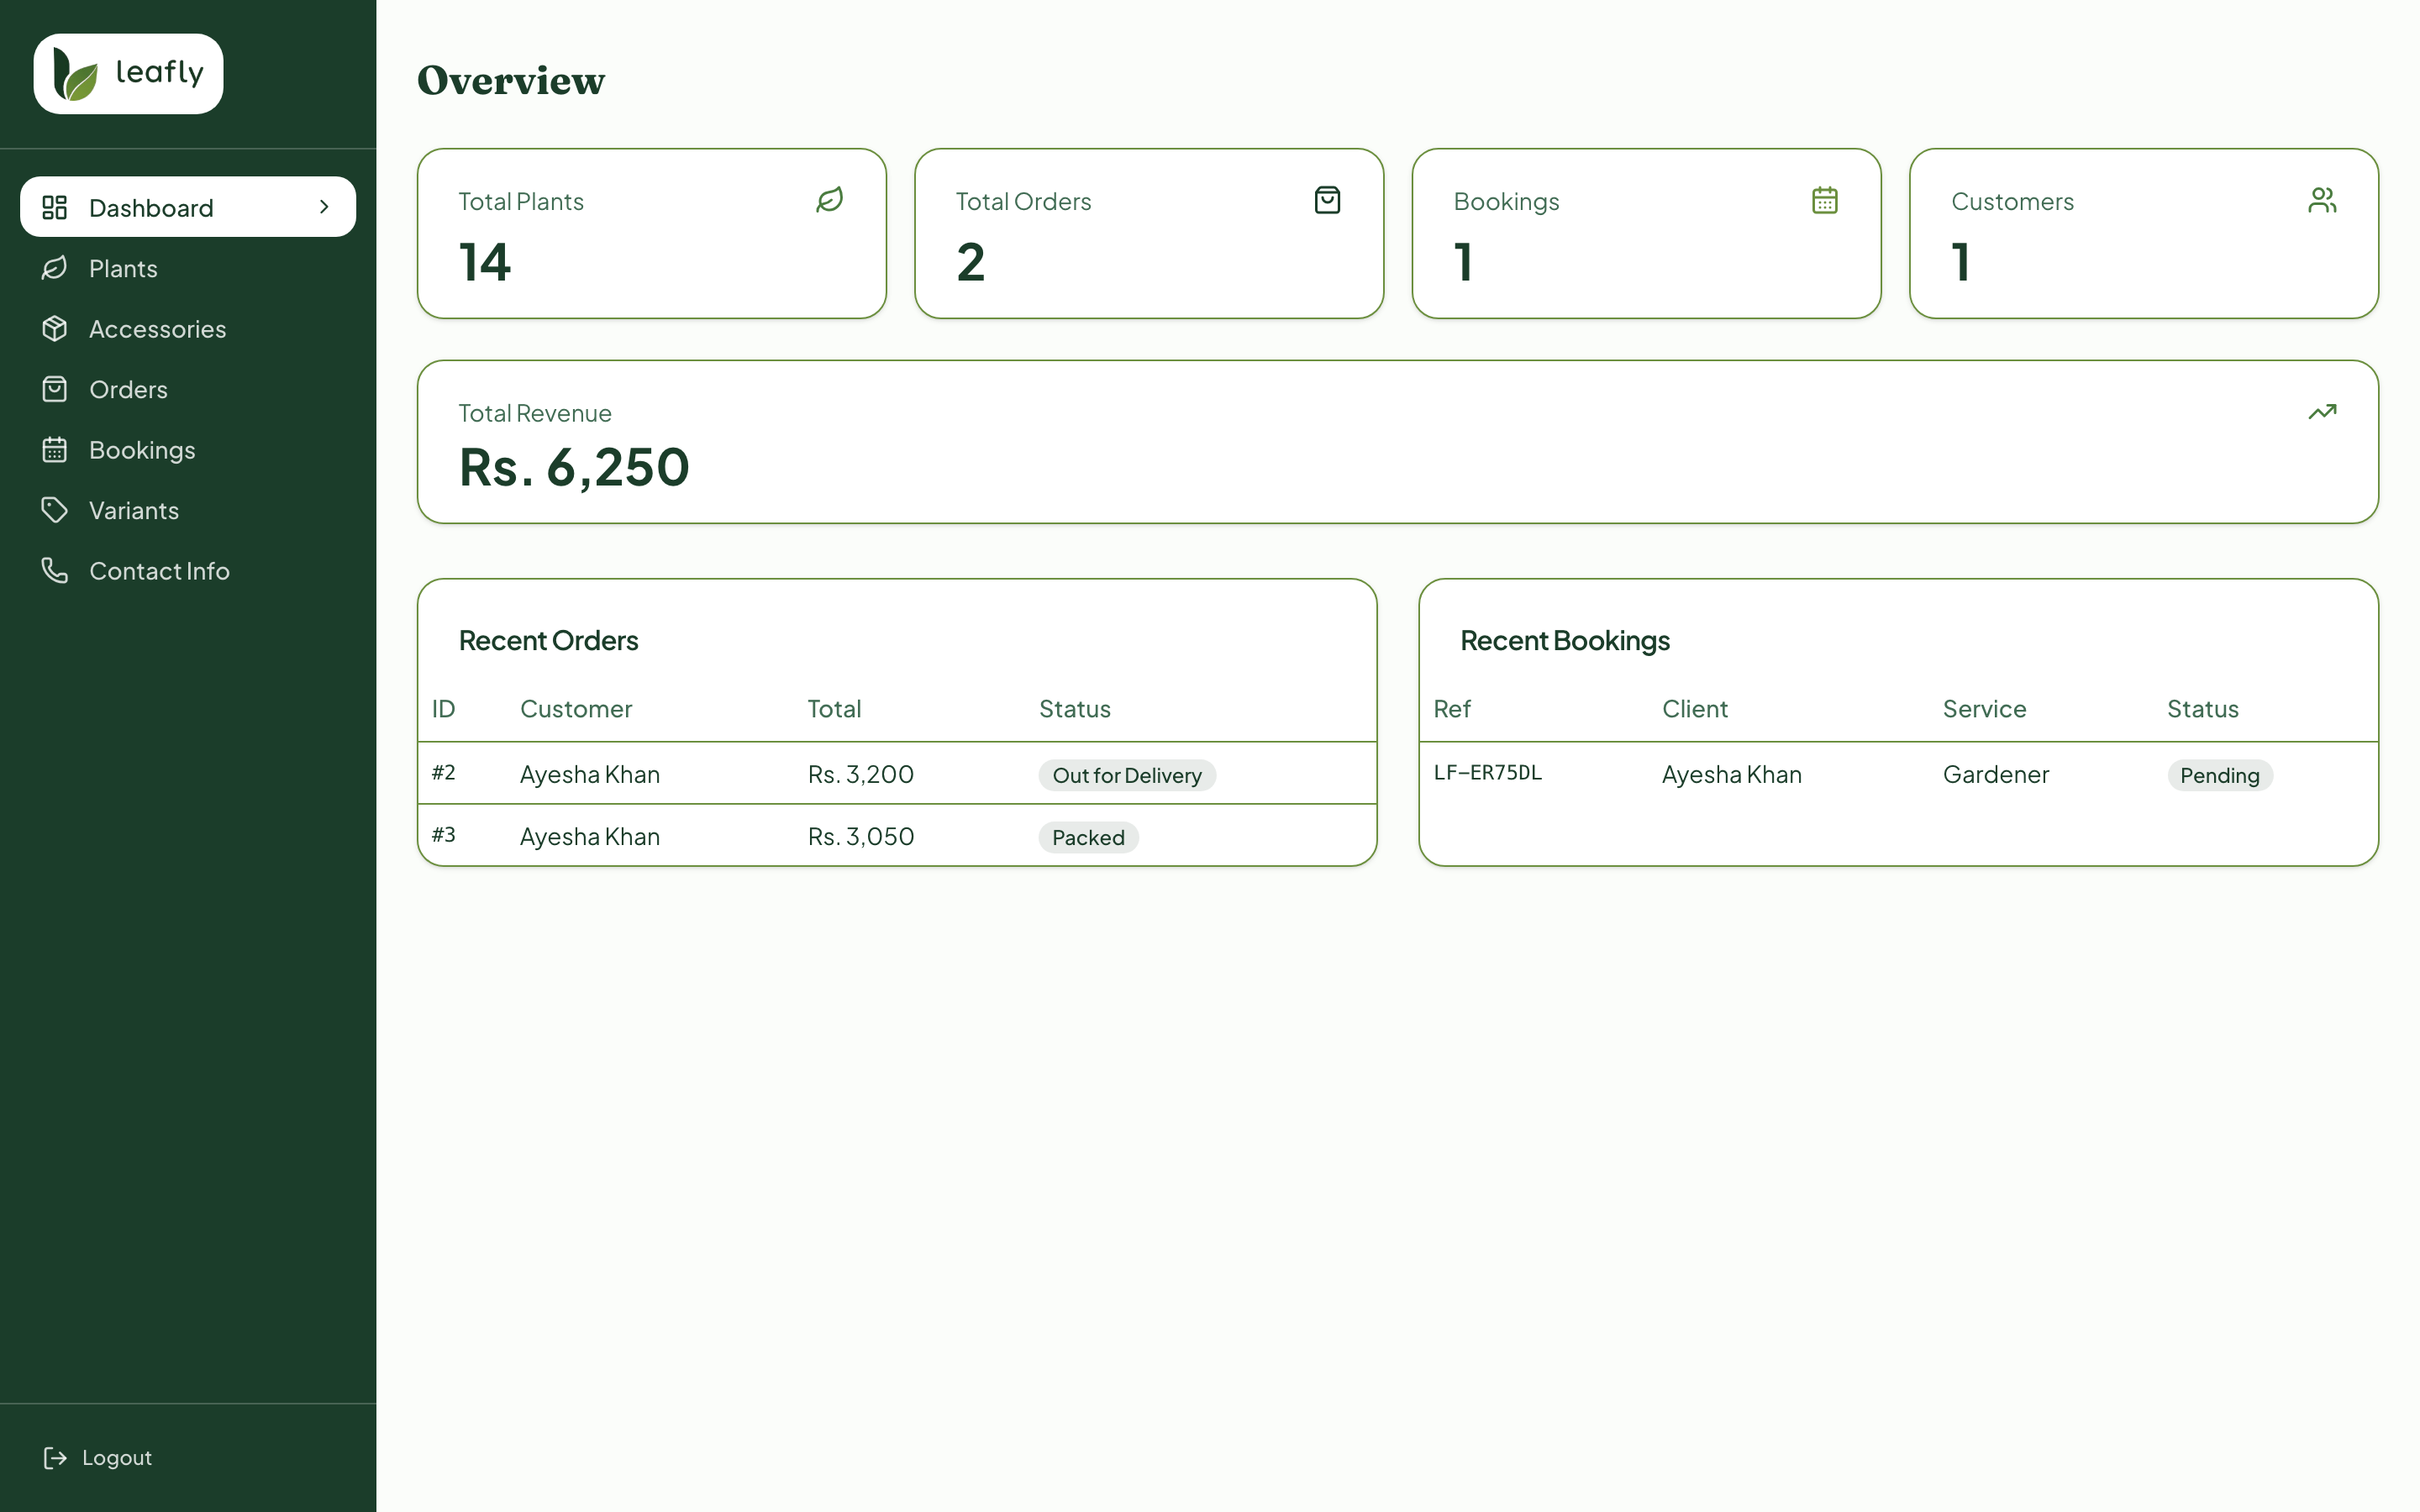 leafly
Dashboard
Plants
Accessories
Orders
Bookings
Variants
Contact Info
Logout
Overview
Total Plants
14
Total Orders
2
Bookings
1
Customers
1
Total Revenue
Rs. 6,250
Recent Orders
ID Customer Total Status
#2 Ayesha Khan Rs. 3,200 Out for Delivery
#3 Ayesha Khan Rs. 3,050 Packed
Recent Bookings
Ref Client Service Status
LF-ER75DL Ayesha Khan Gardener Pending